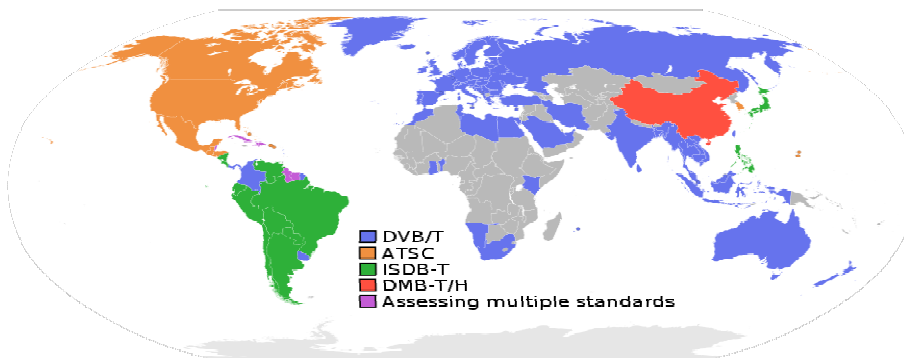 DVB/T
ATSC
ISDB-T
DMB-T/H
Assessing multiple standards